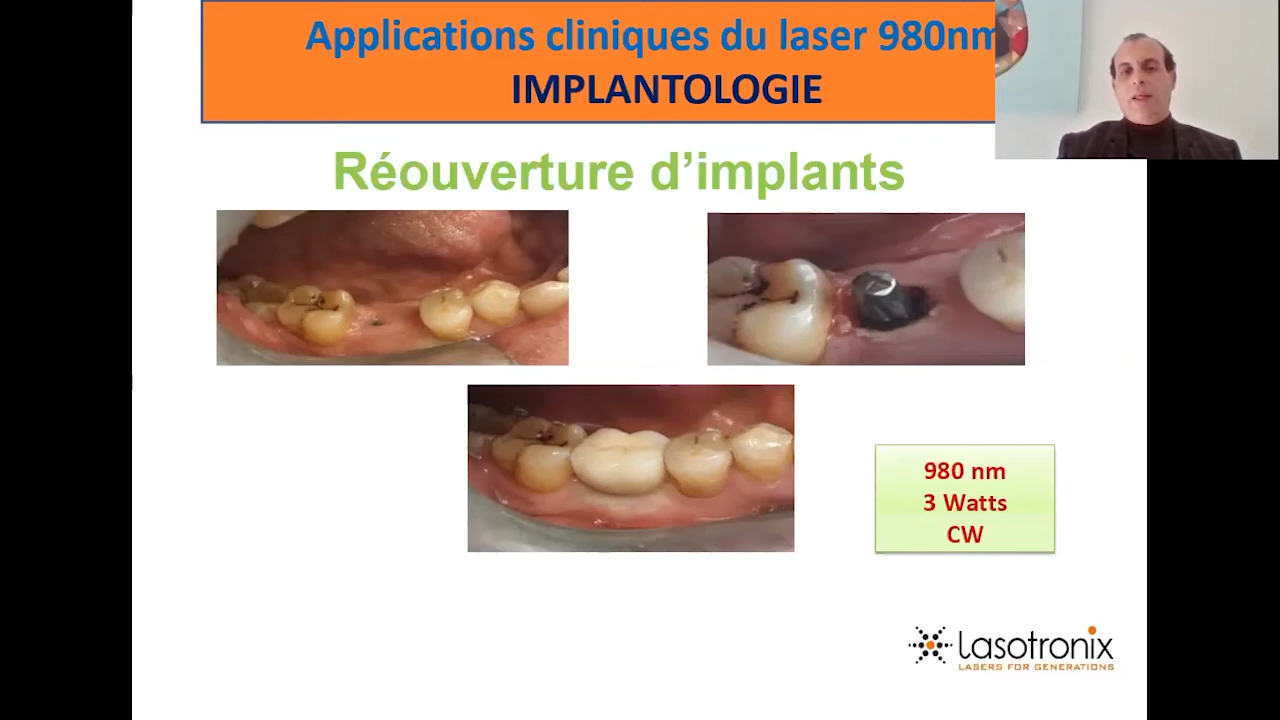 Applications cliniques du laser 980nm
IMPLANTOLOGIE
Réouverture d’implants
980 nm
3 Watts
CW
Lasotronix
LASERS FOR GENERATIONS